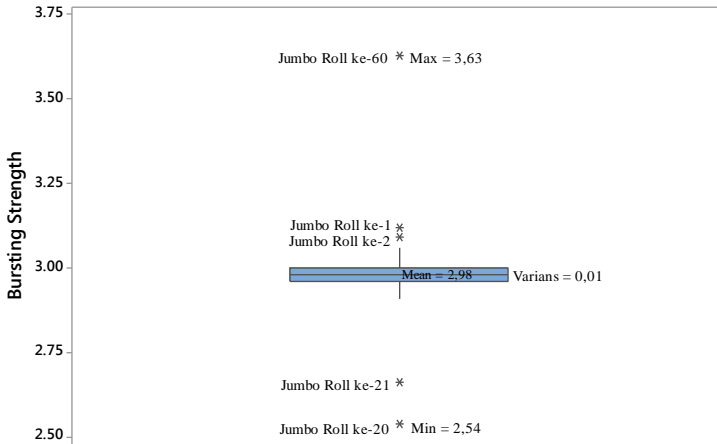 3.75
Jumbo Roll ke-60 * Max = 3,63
3.50
3.25
Jumbo Roll ke-1 *
Jumbo Roll ke-2 *
3.00
Mean = 2,98
Varians = 0,01
Bursting Strength
2.75
Jumbo Roll ke-21 *
Jumbo Roll ke-20 * Min = 2,54
2.50